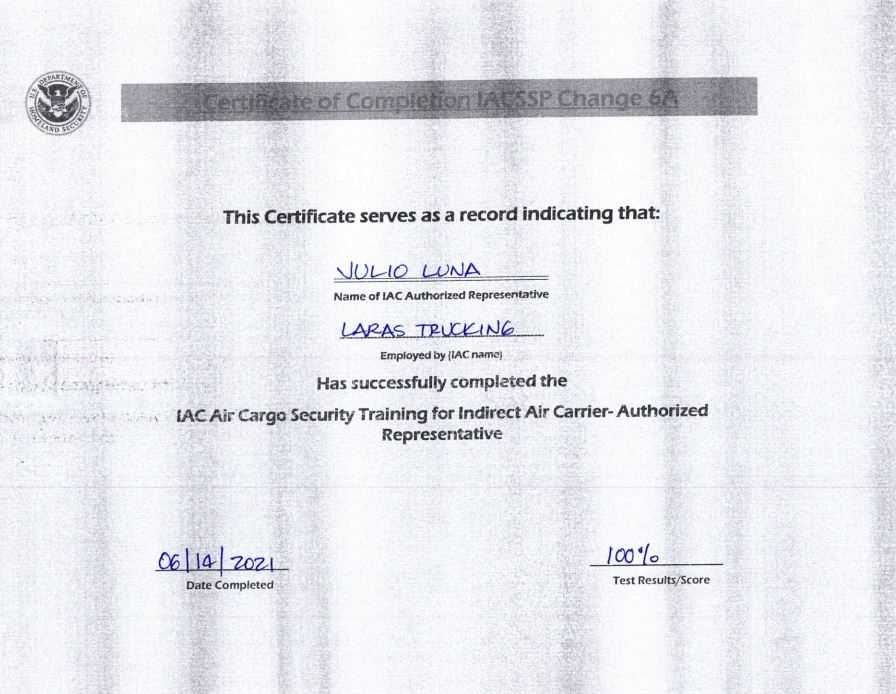 U.S. DEPARTMENT OF HOMELAND SECURITY
Certificate of Completion IACSSP Change 6A
This Certificate serves as a record indicating that:
JULIO LUNA
Name of IAC Authorized Representative
LARAS TRUCKING
Employed by (IAC name)
Has successfully completed the
IAC Air Cargo Security Training for Indirect Air Carrier- Authorized
Representative
06|14|2021
Date Completed
100%
Test Results/Score